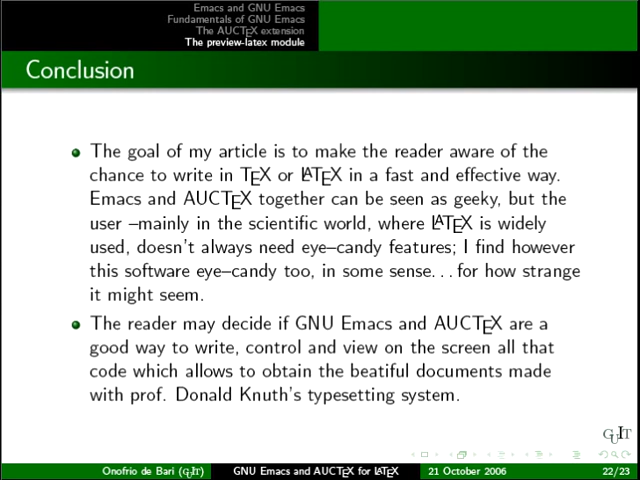 Emacs and GNU Emacs
Fundamentals of GNU Emacs
The AUCTEX extension
The preview-latex module
Conclusion
The goal of my article is to make the reader aware of the
chance to write in TEX or LATEX in a fast and effective way.
Emacs and AUCTEX together can be seen as geeky, but the
user –mainly in the scientific world, where LATEX is widely
used, doesn't always need eye–candy features; I find however
this software eye–candy too, in some sense. . . for how strange
it might seem.
The reader may decide if GNU Emacs and AUCTEX are a
good way to write, control and view on the screen all that
code which allows to obtain the beatiful documents made
with prof. Donald Knuth's typesetting system.
GUIT
Onofrio de Bari (GUIT)
GNU Emacs and AUCTEX for LATEX
21 October 2006
22/23